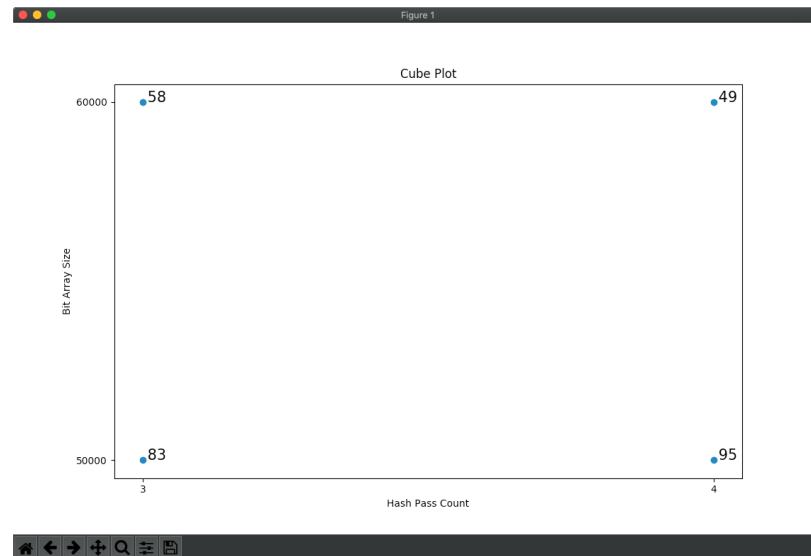 Figure 1
Cube Plot
60000
58
49
Bit Array Size
50000
83
95
3
4
Hash Pass Count